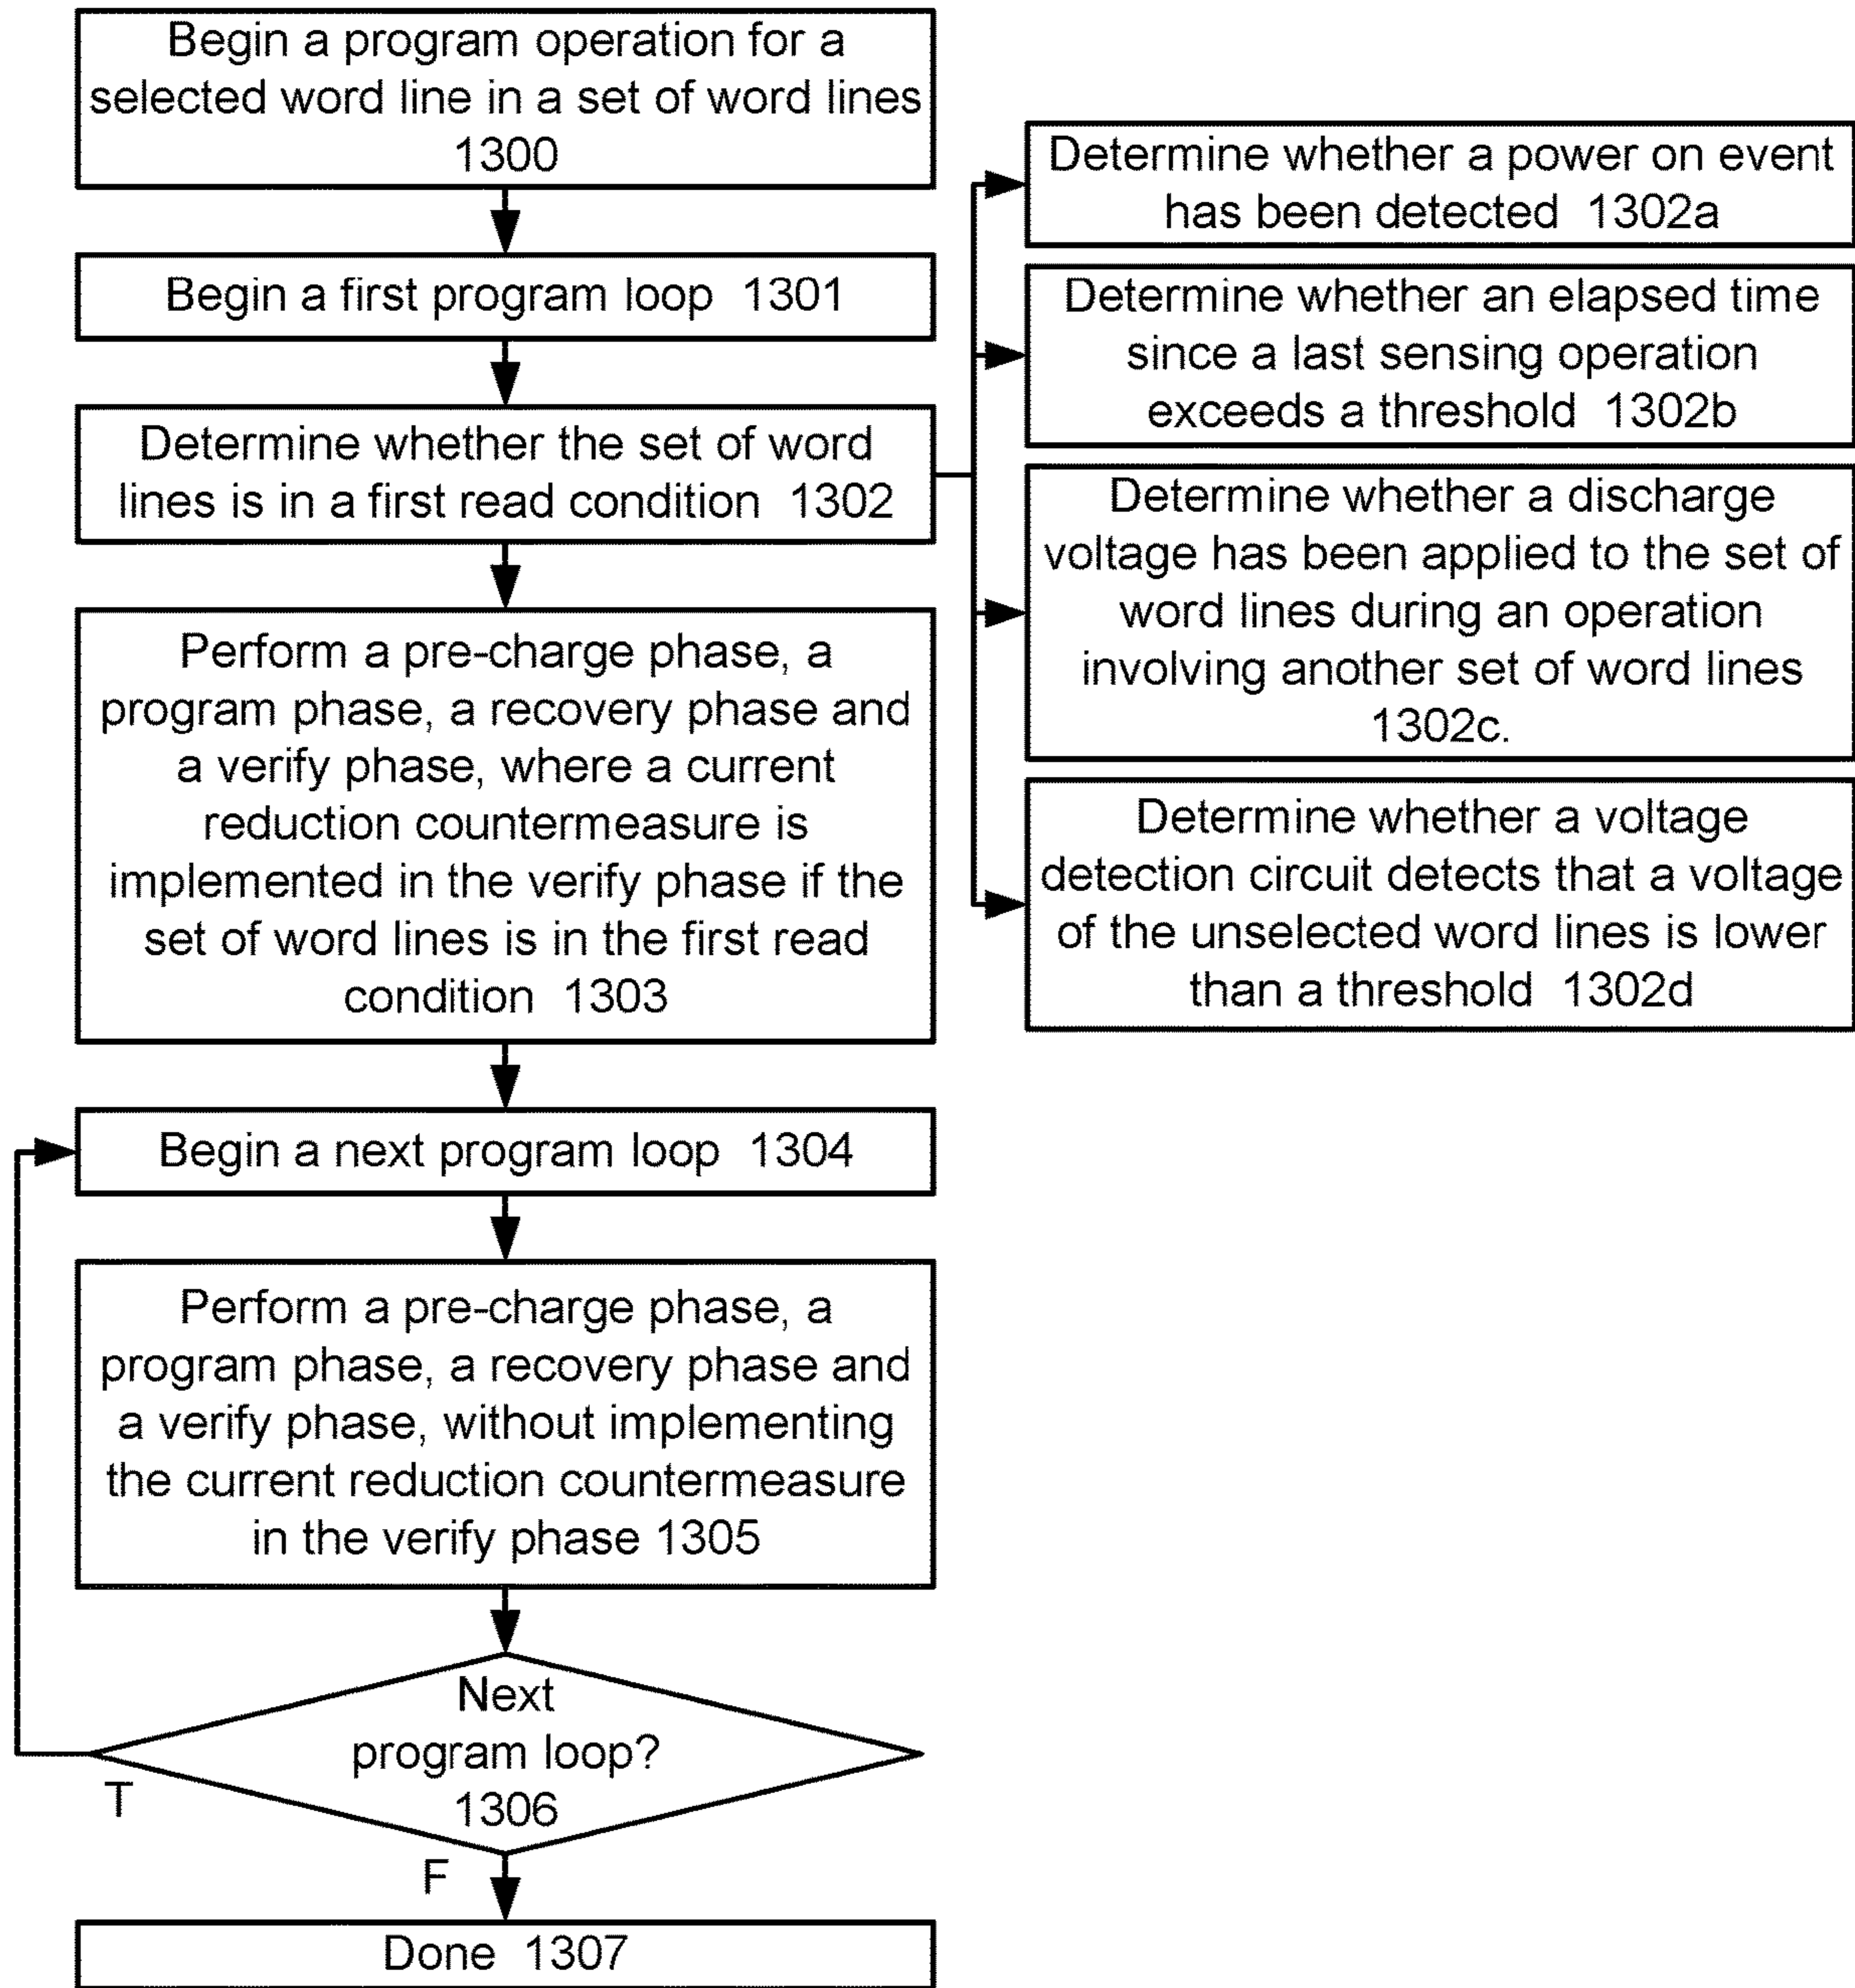 Begin a program operation for a
selected word line in a set of word lines
1300
Begin a first program loop 1301
Determine whether the set of word
lines is in a first read condition 1302
Determine whether a power on event
has been detected 1302a
Determine whether an elapsed time
since a last sensing operation
exceeds a threshold 1302b
Determine whether a discharge
voltage has been applied to the set of
word lines during an operation
involving another set of word lines
1302c.
Determine whether a voltage
detection circuit detects that a voltage
of the unselected word lines is lower
than a threshold 1302d
Perform a pre-charge phase, a
program phase, a recovery phase and
a verify phase, where a current
reduction countermeasure is
implemented in the verify phase if the
set of word lines is in the first read
condition 1303
Begin a next program loop 1304
Perform a pre-charge phase, a
program phase, a recovery phase and
a verify phase, without implementing
the current reduction countermeasure
in the verify phase 1305
Next
program loop?
1306
T
F
Done 1307